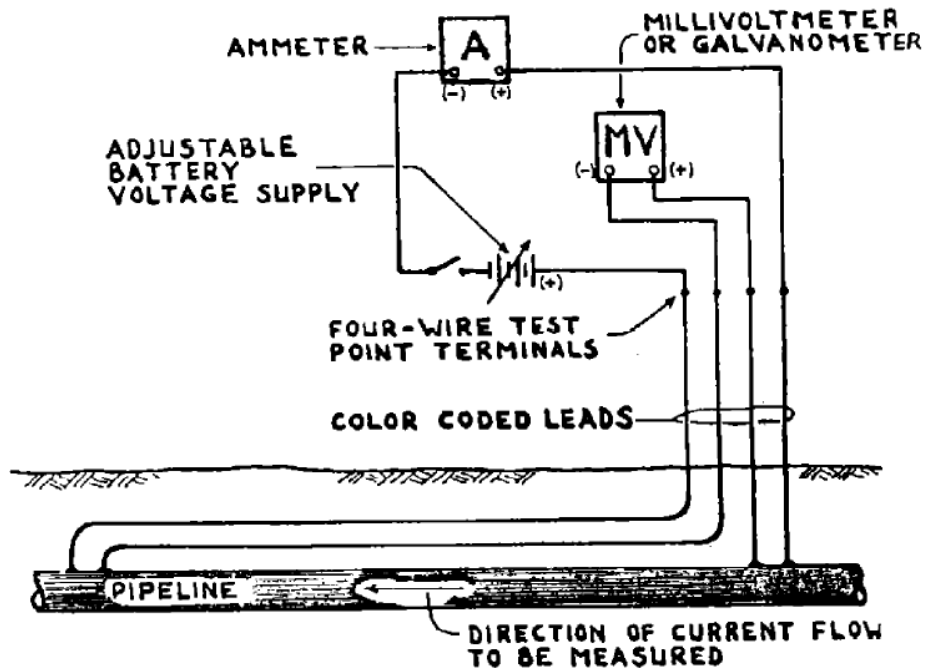 MILLIVOLTMETER
OR GALVANOMETER
AMMETER
A
(-) (+)
MV
(-) (+)
ADJUSTABLE
BATTERY
VOLTAGE SUPPLY
(+)
FOUR-WIRE TEST
POINT TERMINALS
COLOR CODED LEADS
PIPELINE
DIRECTION OF CURRENT FLOW
TO BE MEASURED